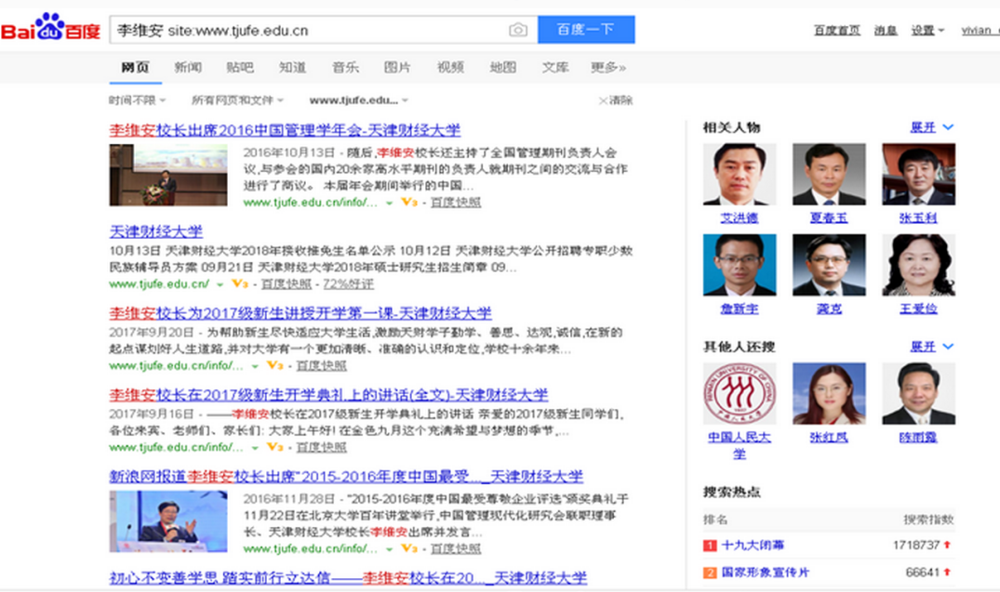 Bai du 百度
李维安 site:www.tjufe.edu.cn
百度一下
百度首页 消息 设置 vivian_
网页 新闻 贴吧 知道 音乐 图片 视频 地图 文库 更多»
时间不限 所有网页和文件 www.tjufe.edu... ×清除
李维安校长出席2016中国管理学年会-天津财经大学
2016年10月13日 - 随后,李维安校长还主持了全国管理期刊负责人会
议,与参会的国内20余家高水平期刊的负责人就期刊之间的交流与合作
进行了商议。 本届年会期间举行的中国...
www.tjufe.edu.cn/info/... V3 - 百度快照
天津财经大学
10月13日 天津财经大学2018年接收推免生名单公示 10月12日 天津财经大学公开招聘专职少数
民族辅导员方案 09月21日 天津财经大学2018年硕士研究生招生简章 09...
www.tjufe.edu.cn/ V3 - 百度快照 - 72%好评
李维安校长为2017级新生讲授开学第一课-天津财经大学
2017年9月20日 - 为帮助新生尽快适应大学生活,激励天财学子勤学、善思、达观,诚信,在新的
起点谋划好人生道路,并对大学有一个更加清晰、准确的认识和定位,学校十余年来...
www.tjufe.edu.cn/info/... V3 - 百度快照
李维安校长在2017级新生开学典礼上的讲话(全文)-天津财经大学
2017年9月16日 - ——李维安校长在2017级新生开学典礼上的讲话 亲爱的2017级新生同学们,
各位来宾、老师们、家长们: 大家上午好! 在金色九月这个充满希望与梦想的季节,...
www.tjufe.edu.cn/info/... V3 - 百度快照
新浪网报道李维安校长出席"2015-2016年度中国最受..._天津财经大学
2016年11月28日 - "2015-2016年度中国最受尊敬企业评选"颁奖典礼于
11月22日在北京大学百年讲堂举行,中国管理现代化研究会联职理事
长、天津财经大学校长李维安出席并发言...
www.tjufe.edu.cn/info/... V3 - 百度快照
初心不变善学思 踏实前行立达信——李维安校长在20..._天津财经大学
相关人物 展开
艾洪德 夏春玉 张玉利
詹新宇 龚克 王爱俭
其他人还搜 展开
中国人民大
学
张红凤 陈雨露
搜索热点
排名 搜索指数
1 十九大闭幕 1718737
2 国家形象宣传片 66641